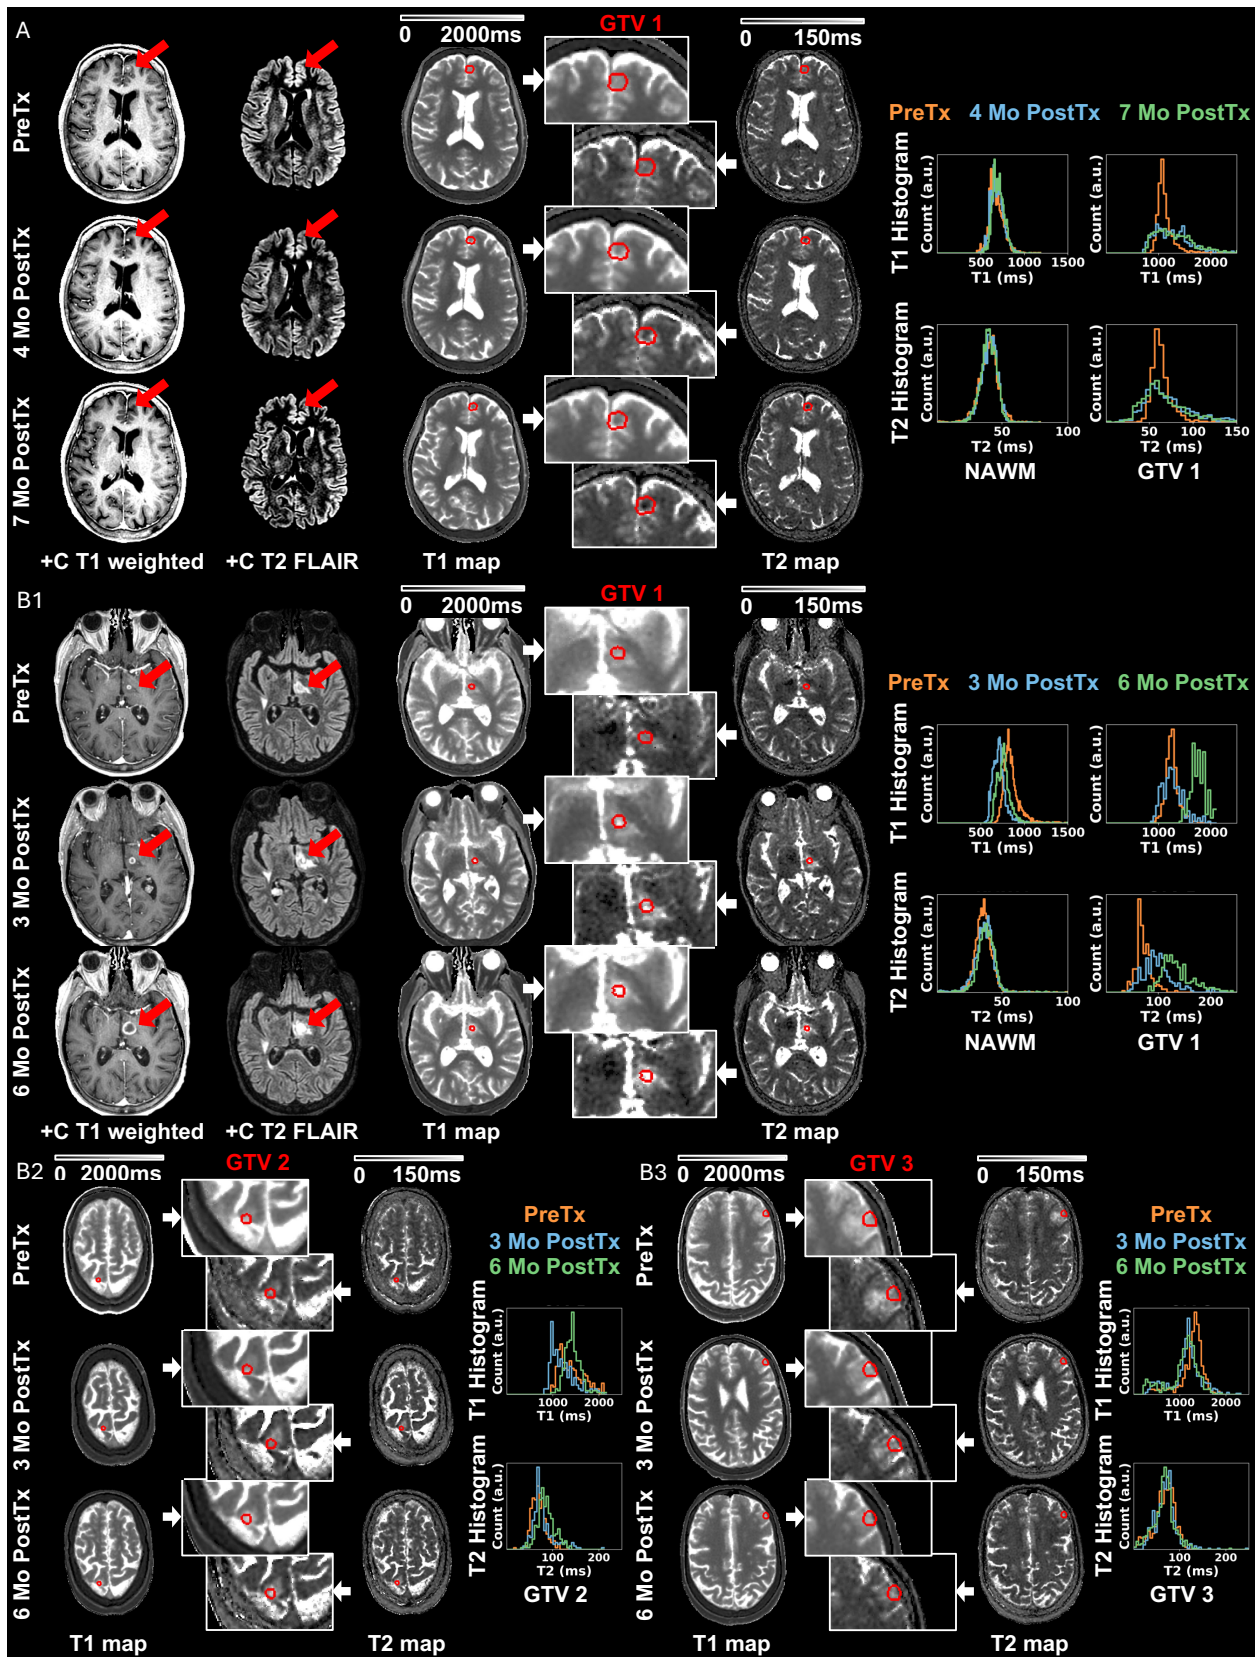 A
0 2000ms
GTV 1
0 150ms
PreTx
4 Mo PostTx
7 Mo PostTx
+C T1 weighted
+C T2 FLAIR
T1 map
T2 map
PreTx 4 Mo PostTx 7 Mo PostTx
T1 Histogram
Count (a.u.)
500 1000 1500
T1 (ms)
Count (a.u.)
1000 2000
T1 (ms)
T2 Histogram
Count (a.u.)
50 100
T2 (ms)
NAWM
Count (a.u.)
50 100 150
T2 (ms)
GTV 1
B1
0 2000ms
GTV 1
0 150ms
PreTx
3 Mo PostTx
6 Mo PostTx
+C T1 weighted
+C T2 FLAIR
T1 map
T2 map
PreTx 3 Mo PostTx 6 Mo PostTx
T1 Histogram
Count (a.u.)
500 1000 1500
T1 (ms)
Count (a.u.)
1000 2000
T1 (ms)
T2 Histogram
Count (a.u.)
50 100
T2 (ms)
NAWM
Count (a.u.)
100 200
T2 (ms)
GTV 1
B2
0 2000ms
GTV 2
0 150ms
PreTx
3 Mo PostTx
6 Mo PostTx
T1 map
T2 map
PreTx
3 Mo PostTx
6 Mo PostTx
T1 Histogram
Count (a.u.)
1000 2000
T1 (ms)
T2 Histogram
Count (a.u.)
100 200
T2 (ms)
GTV 2
B3
0 2000ms
GTV 3
0 150ms
PreTx
3 Mo PostTx
6 Mo PostTx
T1 map
T2 map
PreTx
3 Mo PostTx
6 Mo PostTx
T1 Histogram
Count (a.u.)
1000 2000
T1 (ms)
T2 Histogram
Count (a.u.)
100 200
T2 (ms)
GTV 3